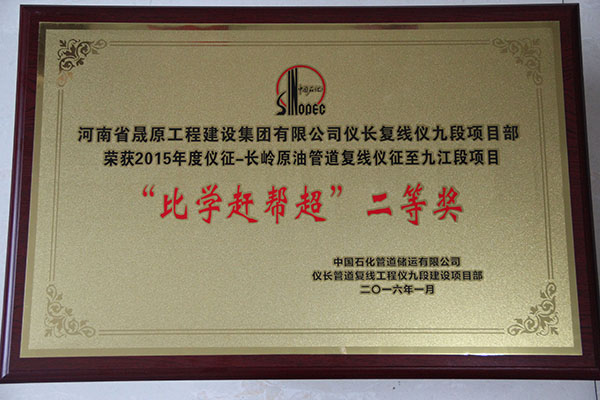 中国石化
SINOPEC
河南省晟原工程建设集团有限公司仪长复线仪九段项目部
荣获2015年度仪征-长岭原油管道复线仪征至九江段项目
“比学赶帮超”二等奖
中国石化管道储运有限公司
仪长管道复线工程仪九段建设项目部
二〇一六年一月